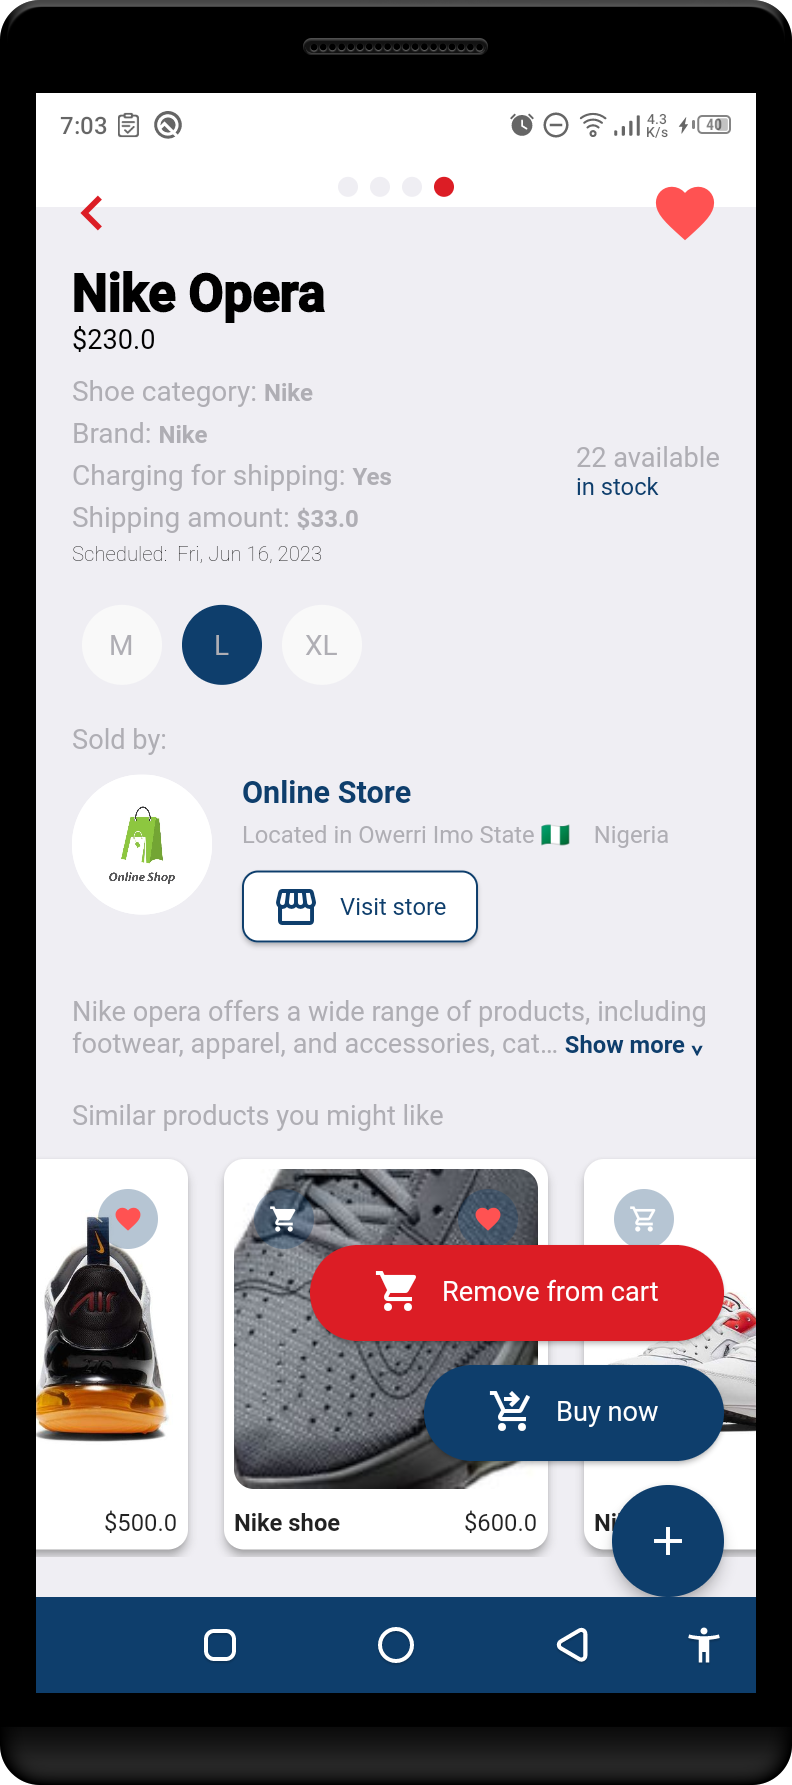 7:03
4.3
K/s
40
Nike Opera
$230.0
Shoe category: Nike
Brand: Nike
Charging for shipping: Yes
Shipping amount: $33.0
Scheduled: Fri, Jun 16, 2023
22 available
in stock
M L XL
Sold by:
Online Shop
Online Store
Located in Owerri Imo State 🇳🇬 Nigeria
Visit store
Nike opera offers a wide range of products, including
footwear, apparel, and accessories, cat... Show more v
Similar products you might like
AIR
Remove from cart
Buy now
$500.0
Nike shoe $600.0
Ni